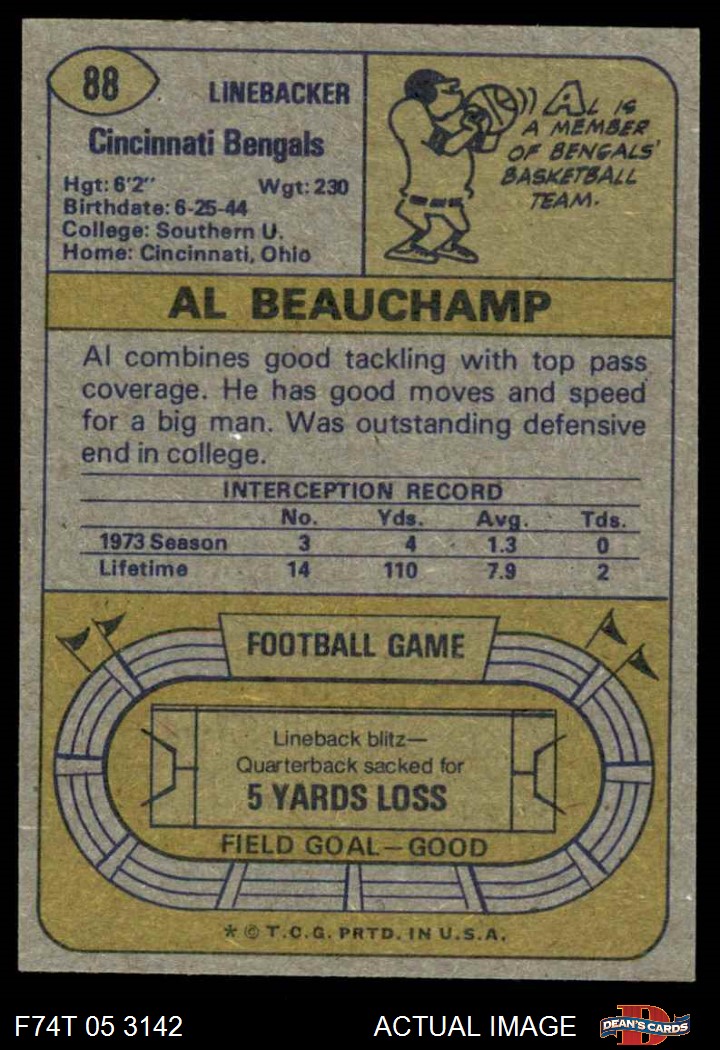 88
LINEBACKER
Cincinnati Bengals
Hgt: 6'2" Wgt: 230
Birthdate: 6-25-44
College: Southern U.
Home: Cincinnati, Ohio
AL IS
A MEMBER
OF BENGALS'
BASKETBALL
TEAM.
AL BEAUCHAMP
Al combines good tackling with top pass
coverage. He has good moves and speed
for a big man. Was outstanding defensive
end in college.
INTERCEPTION RECORD
No. Yds. Avg. Tds.
1973 Season 3 4 1.3 0
Lifetime 14 110 7.9 2
FOOTBALL GAME
Lineback blitz—
Quarterback sacked for
5 YARDS LOSS
FIELD GOAL—GOOD
* © T.C.G. PRTD. IN U.S.A.
F74T 05 3142 ACTUAL IMAGE
D
DEAN'S CARDS